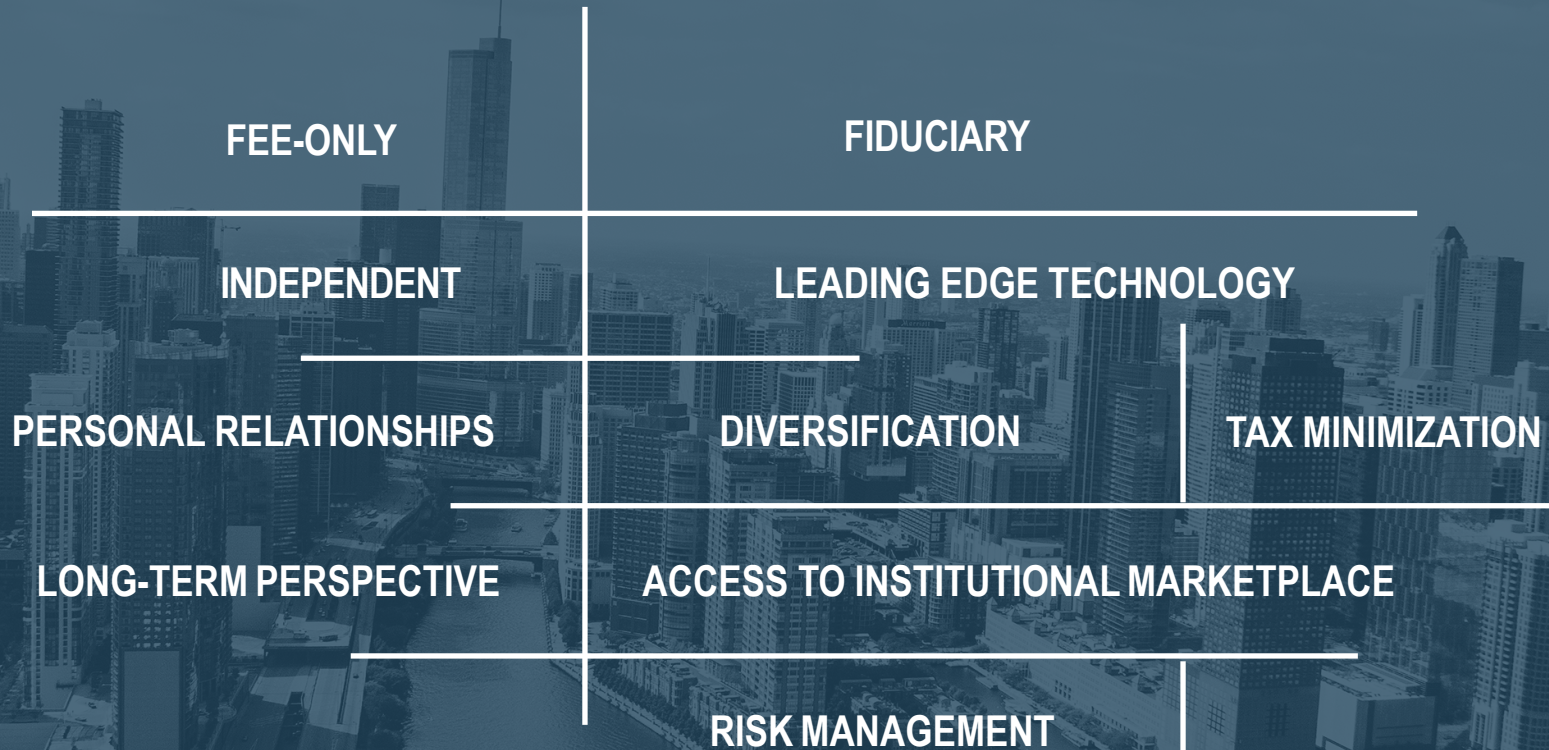 FEE-ONLY
FIDUCIARY
INDEPENDENT
LEADING EDGE TECHNOLOGY
PERSONAL RELATIONSHIPS
DIVERSIFICATION
TAX MINIMIZATION
LONG-TERM PERSPECTIVE
ACCESS TO INSTITUTIONAL MARKETPLACE
RISK MANAGEMENT